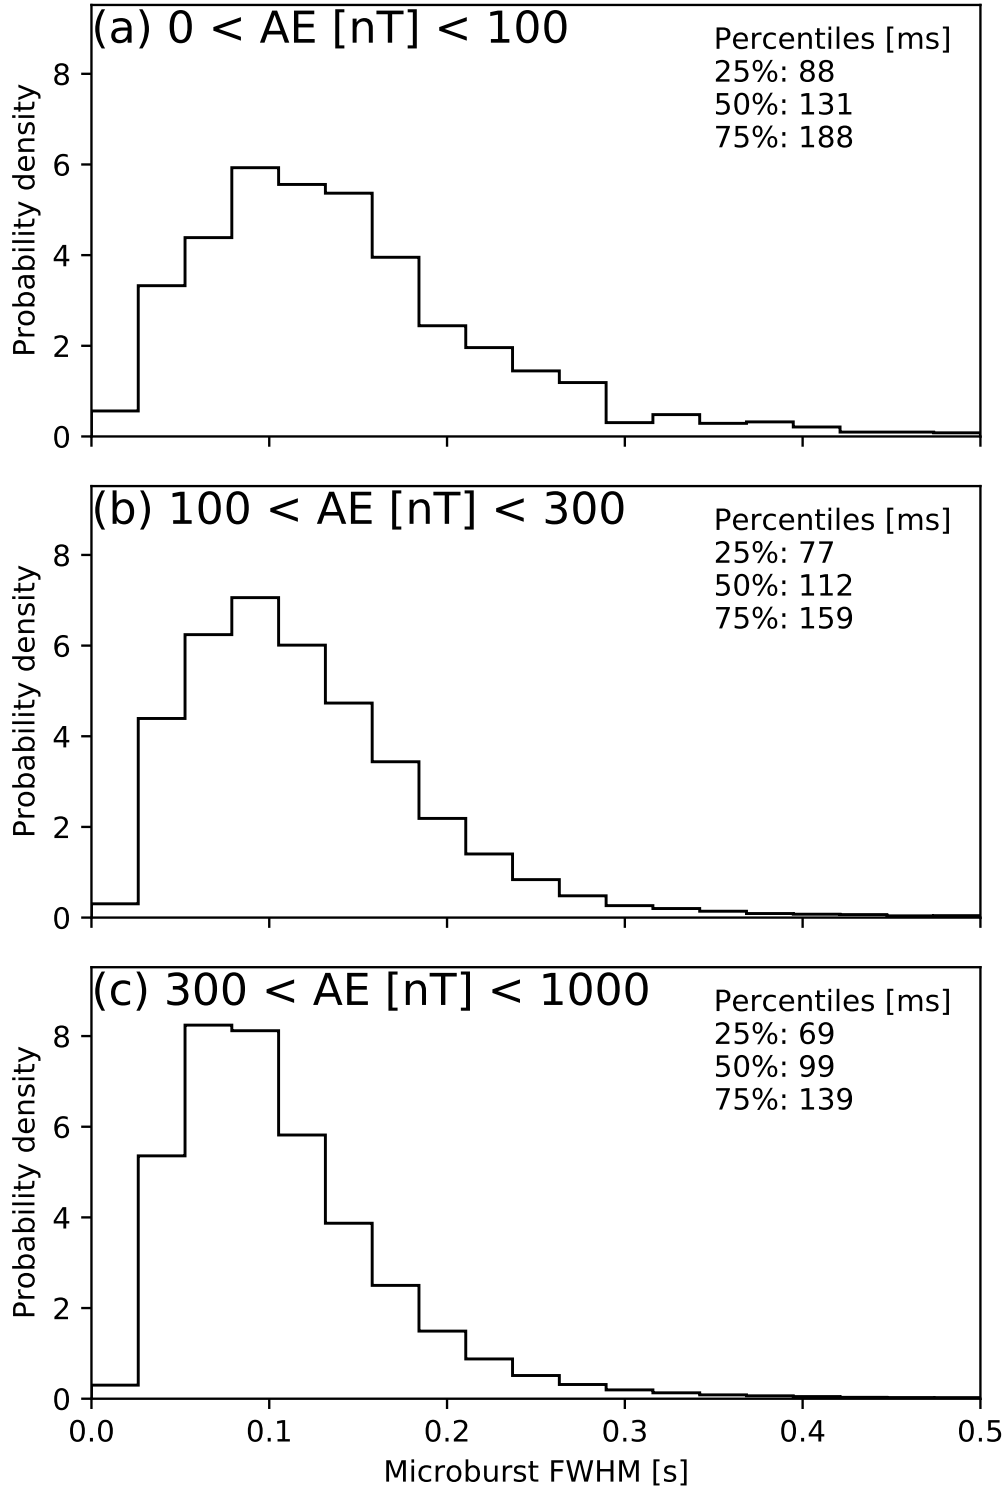 (a) 0 < AE [nT] < 100
Percentiles [ms]
25%: 88
50%: 131
75%: 188
Probability density
8
6
4
2
0
(b) 100 < AE [nT] < 300
Percentiles [ms]
25%: 77
50%: 112
75%: 159
Probability density
8
6
4
2
0
(c) 300 < AE [nT] < 1000
Percentiles [ms]
25%: 69
50%: 99
75%: 139
Probability density
8
6
4
2
0
0.0 0.1 0.2 0.3 0.4 0.5
Microburst FWHM [s]